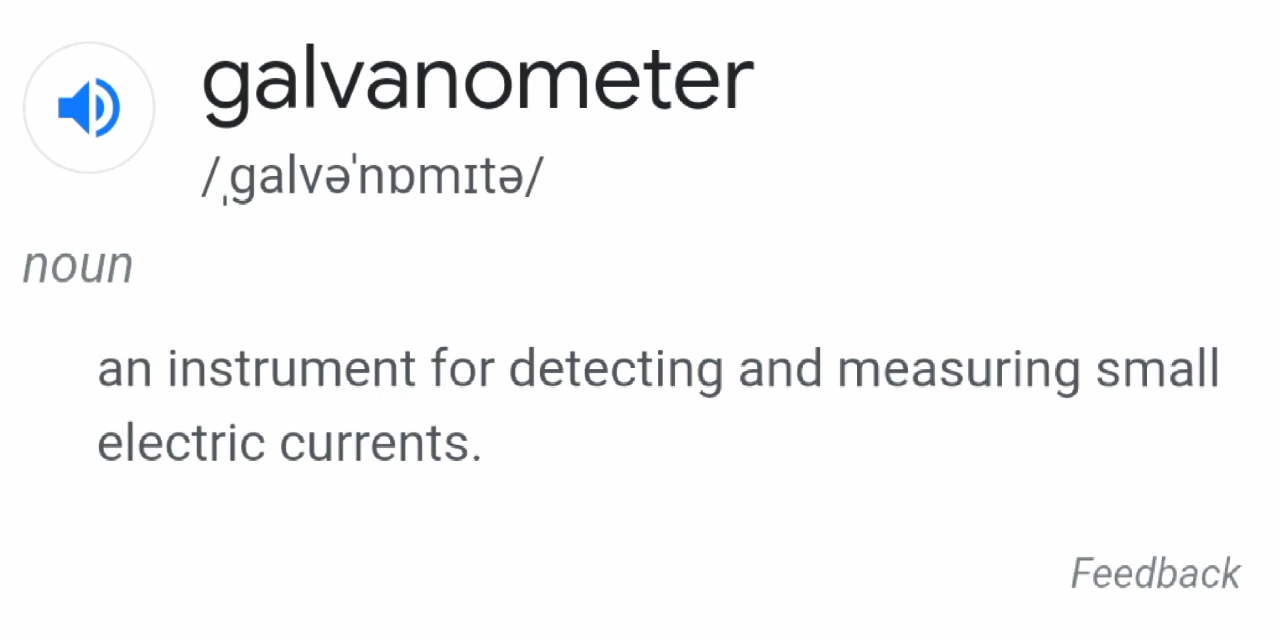 galvanometer
/ˌɡalvəˈnɒmɪtə/
noun
an instrument for detecting and measuring small
electric currents.
Feedback